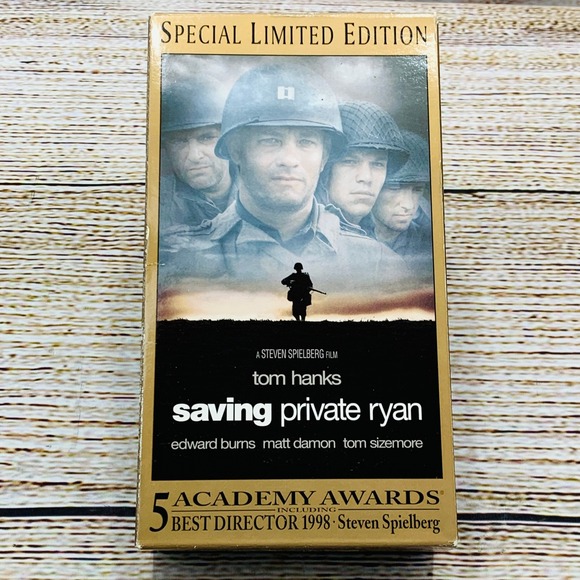 SPECIAL LIMITED EDITION
A STEVEN SPIELBERG FILM
tom hanks
saving private ryan
edward burns matt damon tom sizemore
5 ACADEMY AWARDS®
INCLUDING
BEST DIRECTOR 1998 · Steven Spielberg